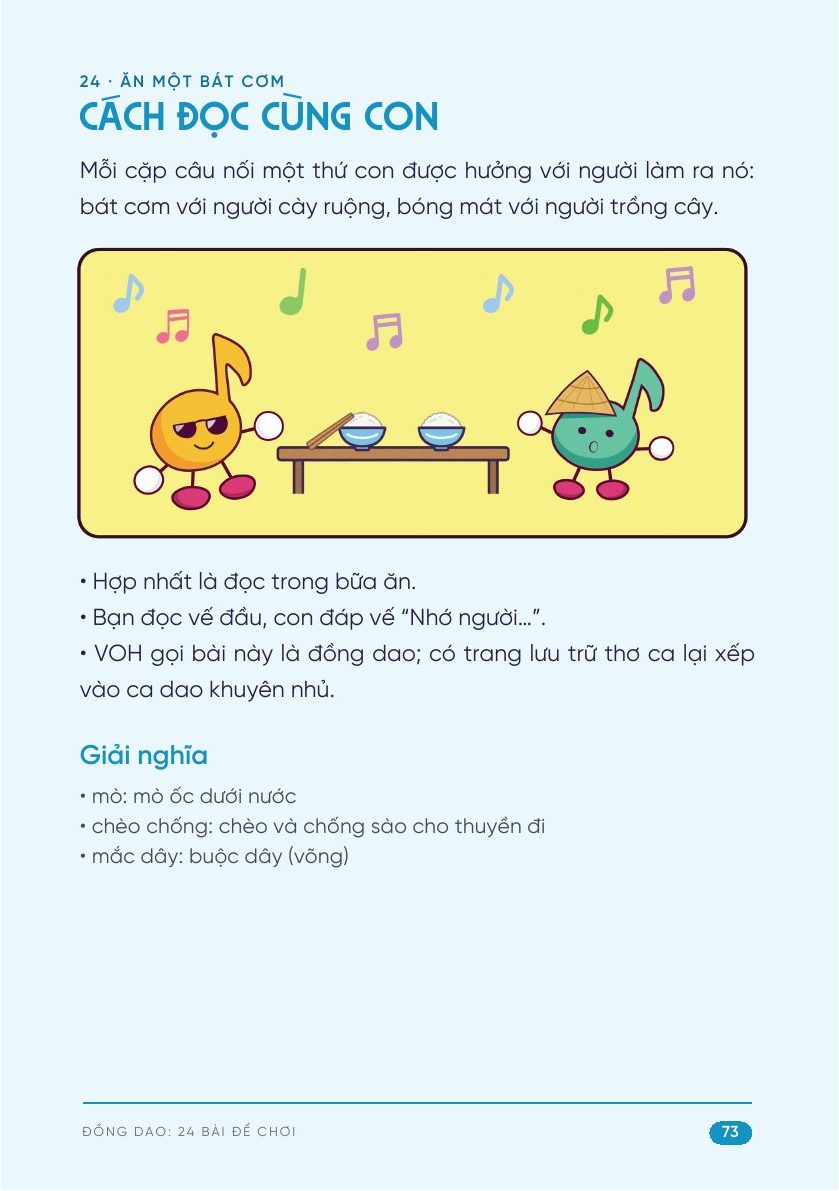 24 · ĂN MỘT BÁT CƠM
CÁCH ĐỌC CÙNG CON
Mỗi cặp câu nối một thứ con được hưởng với người làm ra nó:
bát cơm với người cày ruộng, bóng mát với người trồng cây.
• Hợp nhất là đọc trong bữa ăn.
• Bạn đọc vế đầu, con đáp vế “Nhớ người...”.
• VOH gọi bài này là đồng dao; có trang lưu trữ thơ ca lại xếp
vào ca dao khuyên nhủ.
Giải nghĩa
• mò: mò ốc dưới nước
• chèo chống: chèo và chống sào cho thuyền đi
• mắc dây: buộc dây (võng)
ĐỒNG DAO: 24 BÀI ĐỂ CHƠI
73